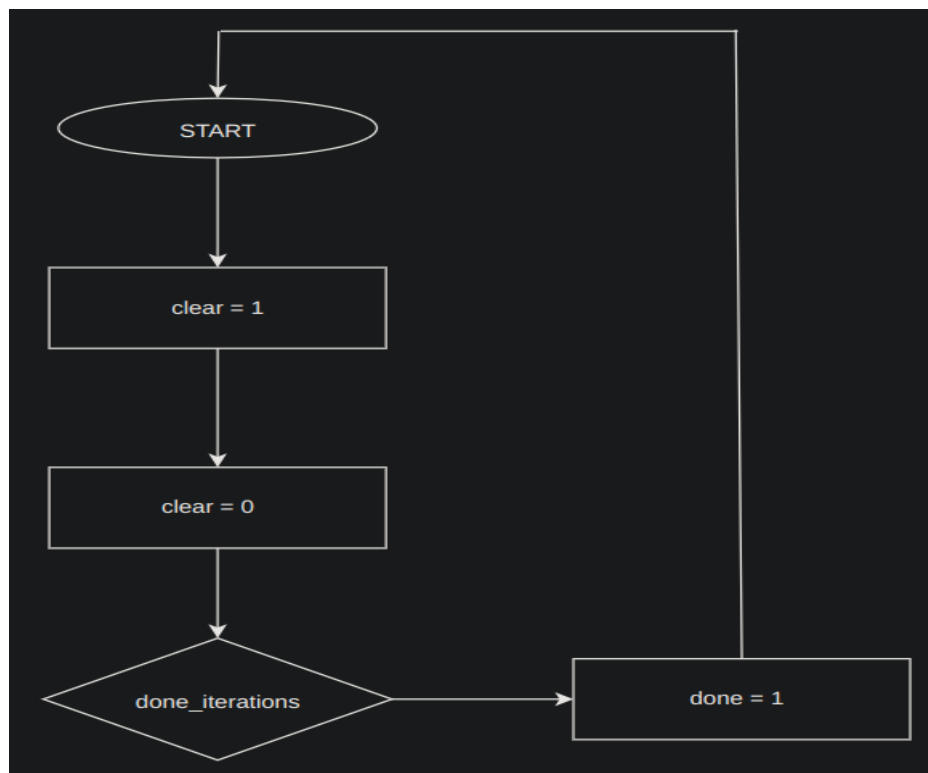 START
clear = 1
clear = 0
done_iterations
done = 1